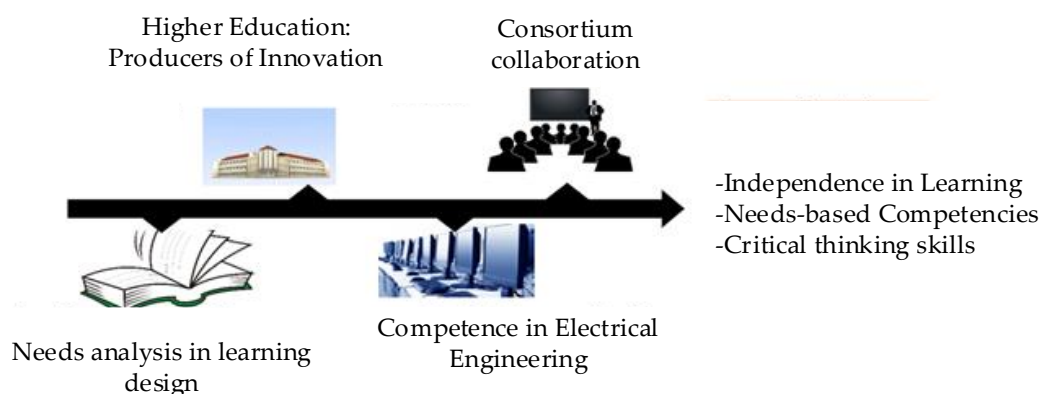 Higher Education:
Producers of Innovation
Consortium
collaboration
-Independence in Learning
-Needs-based Competencies
-Critical thinking skills
Needs analysis in learning
design
Competence in Electrical
Engineering